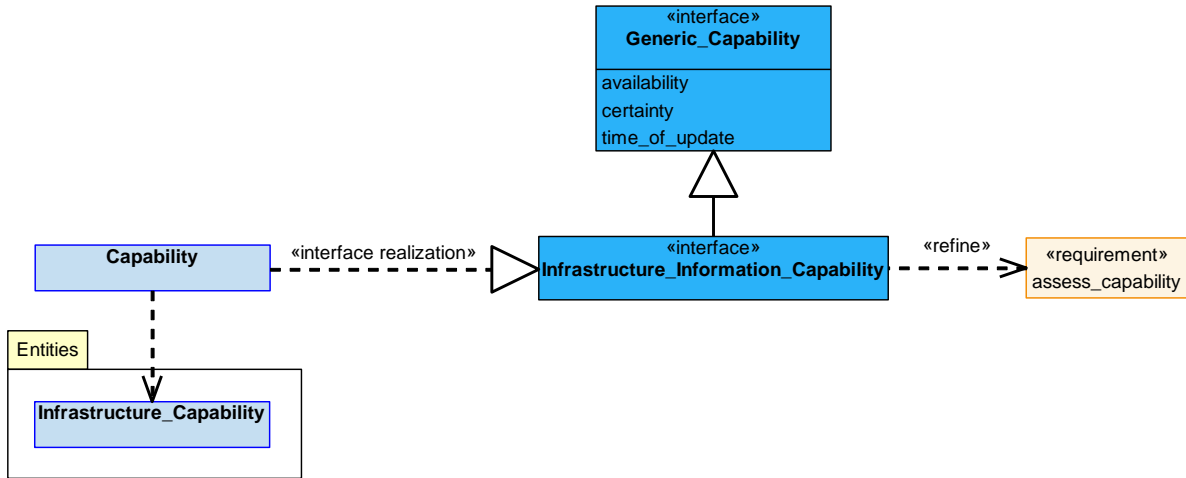 «interface»
Generic_Capability
availability
certainty
time_of_update
Capability
«interface realization»
«interface»
Infrastructure_Information_Capability
«refine»
«requirement»
assess_capability
Entities
Infrastructure_Capability